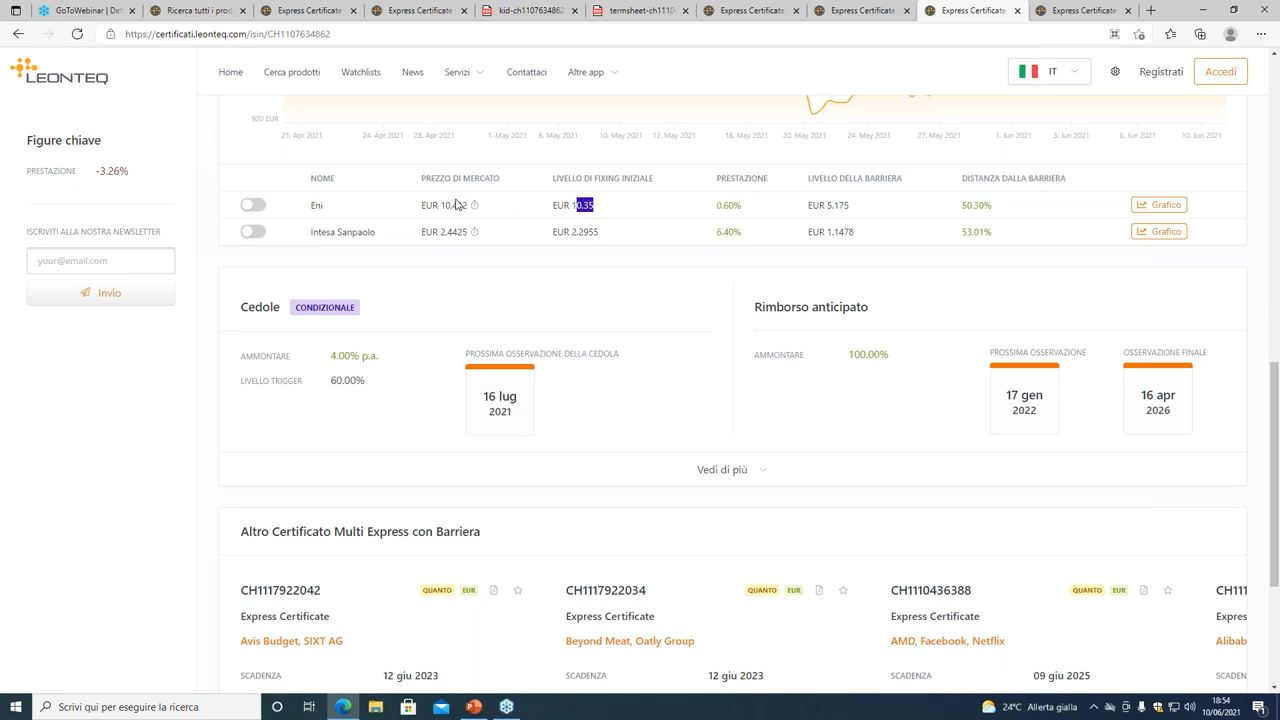 GoToWebinar | De
Ricerca tutti i prod
Express Certificate
Express Certificate
kid-ch1107634862
termsheet-ch1104
Express Certificate
Express Certificate
Express Certificate
Express Certificate
https://certificati.leonteq.com/isin/CH1107634862
LEONTEQ
Home
Cerca prodotti
Watchlists
News
Servizi
Contattaci
Altre app
IT
Registrati
Accedi
Figure chiave
PRESTAZIONE -3.26%
ISCRIVITI ALLA NOSTRA NEWSLETTER
your@email.com
Invio
920 EUR
21. Apr 2021 24. Apr 2021 28. Apr 2021 1. May 2021 6. May 2021 10. May 2021 12. May 2021 18. May 2021 20. May 2021 24. May 2021 27. May 2021 1. Jun 2021 3. Jun 2021 8. Jun 2021 10. Jun 2021
NOME PREZZO DI MERCATO LIVELLO DI FIXING INIZIALE PRESTAZIONE LIVELLO DELLA BARRIERA DISTANZA DALLA BARRIERA
Eni EUR EUR 10.35 0.60% EUR 5.175 50.30% Grafico
Intesa Sanpaolo EUR 2.4425 EUR 2.2955 6.40% EUR 1.1478 53.01% Grafico
Cedole CONDIZIONALE
AMMONTARE 4.00% p.a.
LIVELLO TRIGGER 60.00%
PROSSIMA OSSERVAZIONE DELLA CEDOLA
16 lug
2021
Rimborso anticipato
AMMONTARE 100.00%
PROSSIMA OSSERVAZIONE
17 gen
2022
OSSERVAZIONE FINALE
16 apr
2026
Vedi di più
Altro Certificato Multi Express con Barriera
CH1117922042 QUANTO EUR
Express Certificate
Avis Budget, SIXT AG
SCADENZA 12 giu 2023
CH1117922034 QUANTO EUR
Express Certificate
Beyond Meat, Oatly Group
SCADENZA 12 giu 2023
CH1110436388 QUANTO EUR
Express Certificate
AMD, Facebook, Netflix
SCADENZA 09 giu 2025
CH111
Express
Alibab
SCADEN
Scrivi qui per eseguire la ricerca
24°C Allerta gialla
18:54
10/06/2021